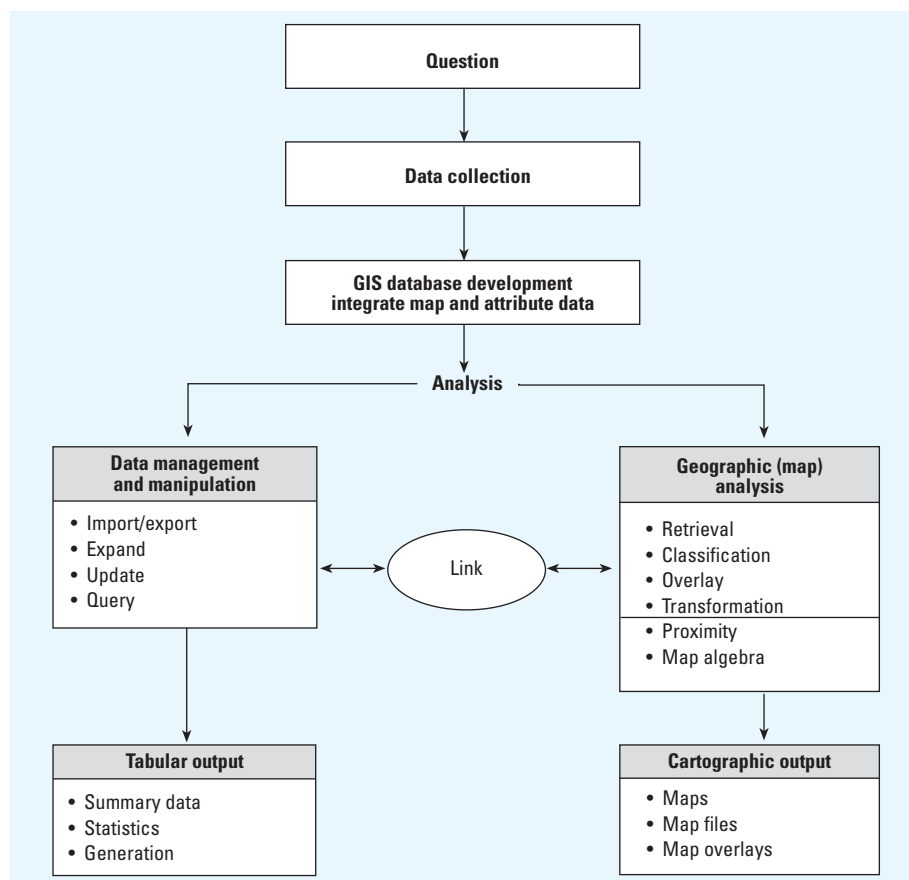 Question
Data collection
GIS database development
integrate map and attribute data
Analysis
Data management
and manipulation
• Import/export
• Expand
• Update
• Query
Link
Geographic (map)
analysis
• Retrieval
• Classification
• Overlay
• Transformation
• Proximity
• Map algebra
Tabular output
• Summary data
• Statistics
• Generation
Cartographic output
• Maps
• Map files
• Map overlays